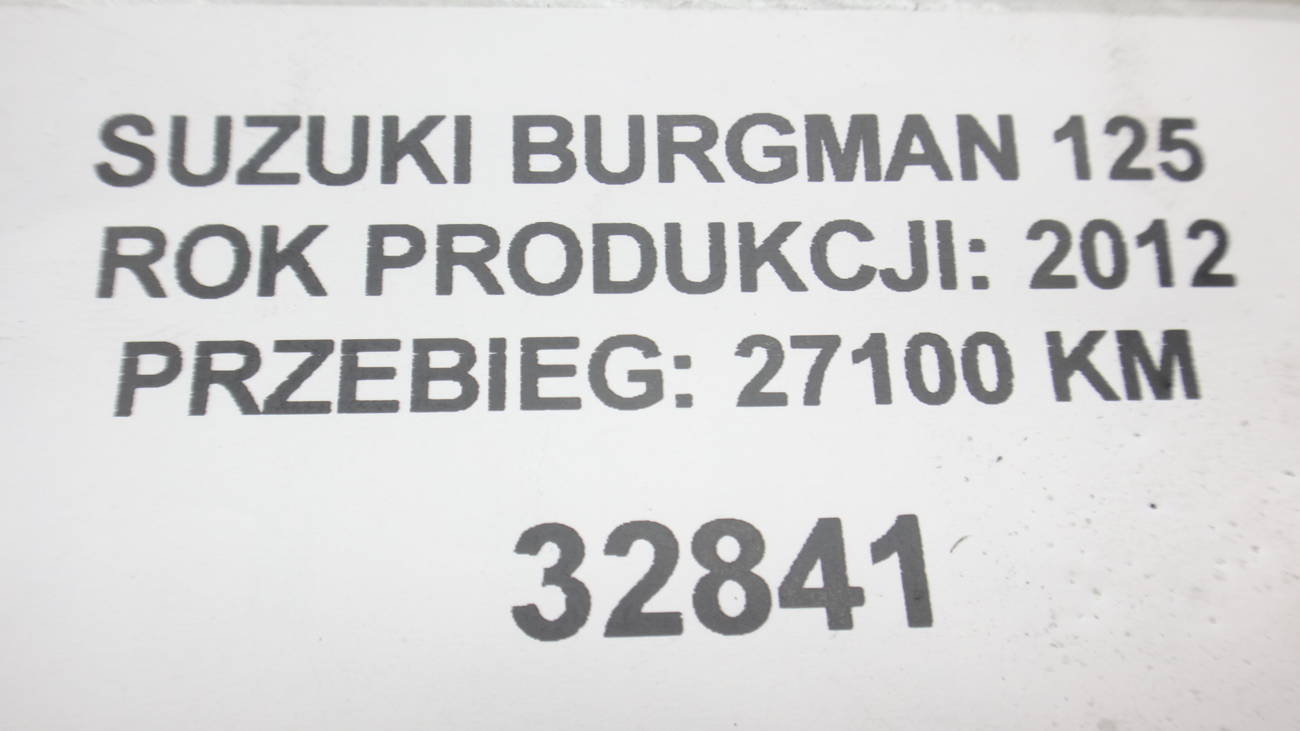 SUZUKI BURGMAN 125
ROK PRODUKCJI: 2012
PRZEBIEG: 27100 KM
32841